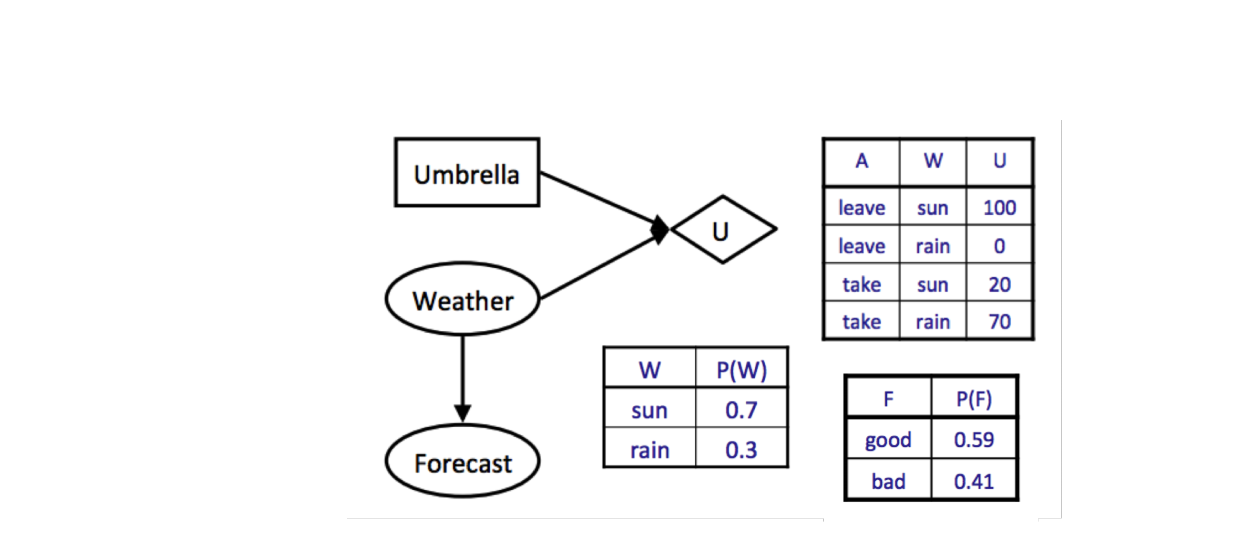 Umbrella
Weather
Forecast
U
A W U
leave sun 100
leave rain 0
take sun 20
take rain 70
W P(W)
sun 0.7
rain 0.3
F P(F)
good 0.59
bad 0.41